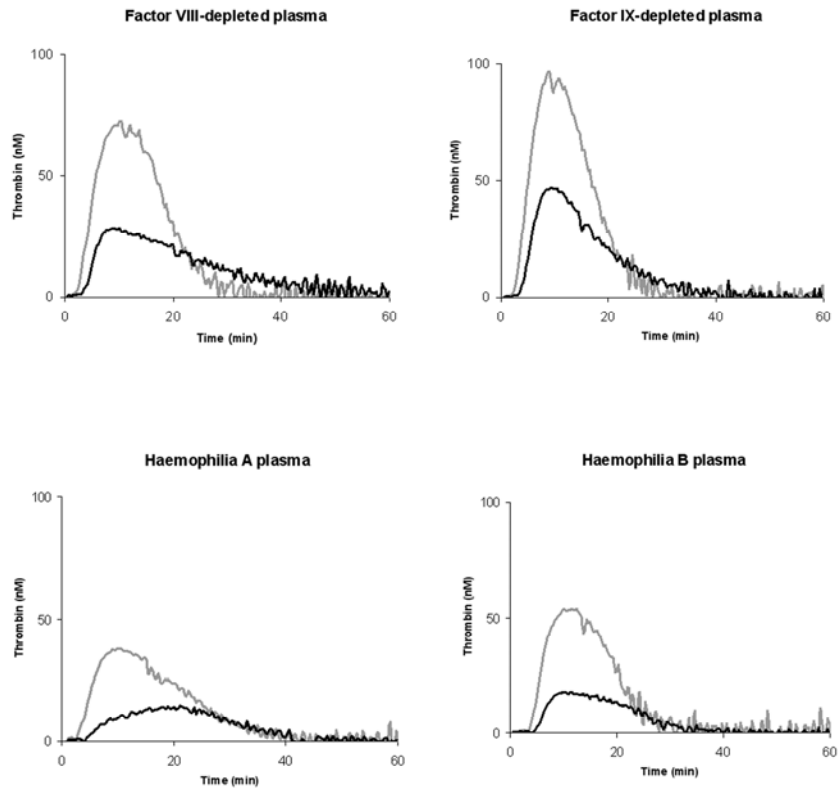 Factor VIII-depleted plasma
100
50
0
Thrombin (nM)
0 20 40 60
Time (min)
Factor IX-depleted plasma
100
50
0
Thrombin (nM)
0 20 40 60
Time (min)
Haemophilia A plasma
100
50
0
Thrombin (nM)
0 20 40 60
Time (min)
Haemophilia B plasma
100
50
0
Thrombin (nM)
0 20 40 60
Time (min)